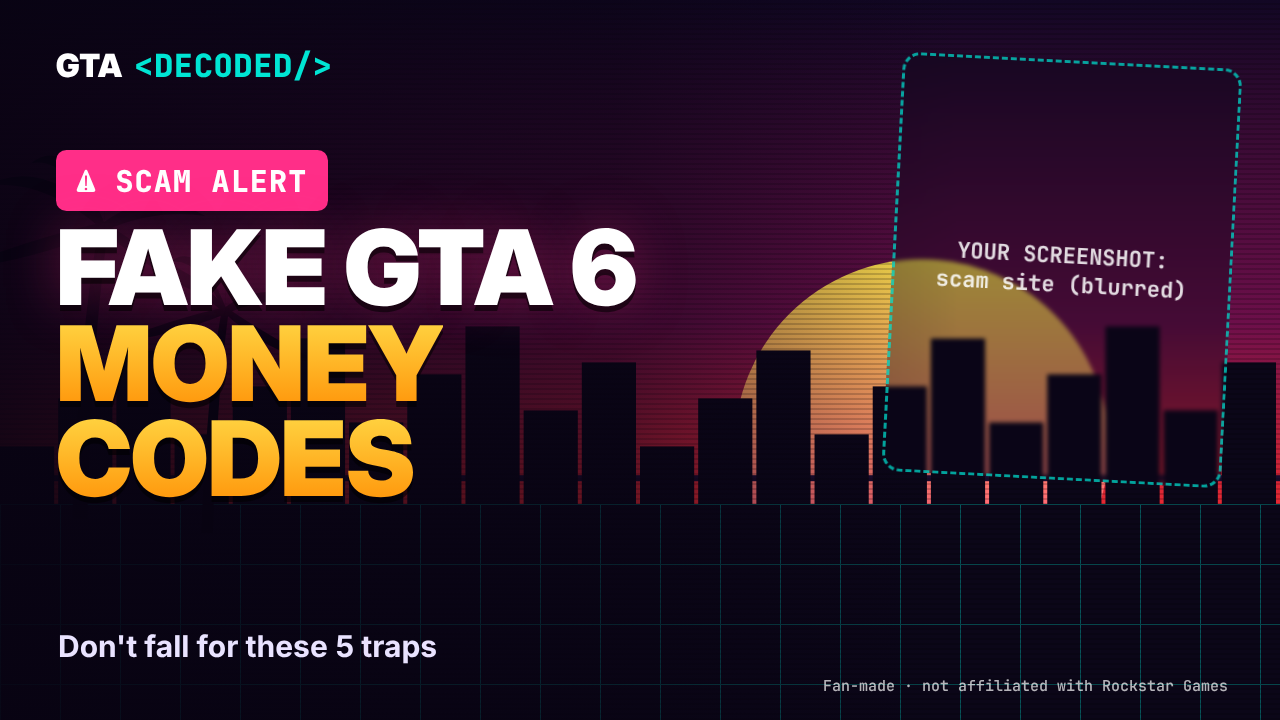 GTA <DECODED/>
⚠ SCAM ALERT
FAKE GTA 6
MONEY
CODES
YOUR SCREENSHOT:
scam site (blurred)
Don't fall for these 5 traps
Fan-made · not affiliated with Rockstar Games